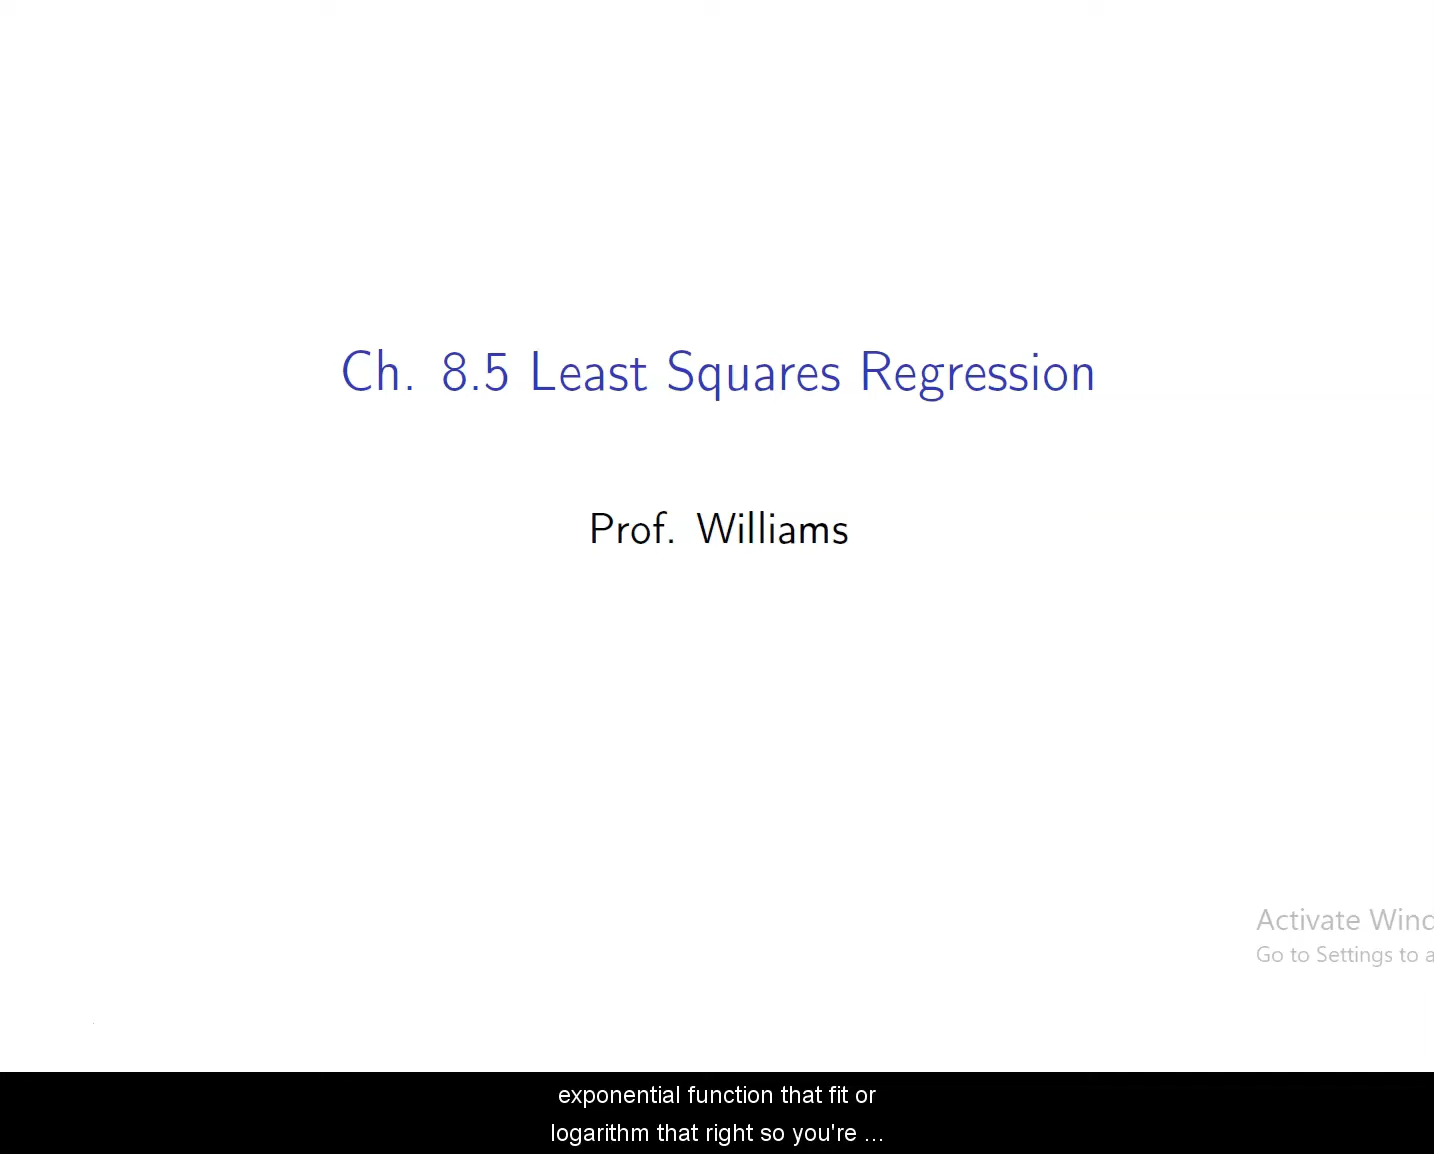 Ch. 8.5 Least Squares Regression
Prof. Williams
Activate Wind
Go to Settings to a
exponential function that fit or
logarithm that right so you're ...